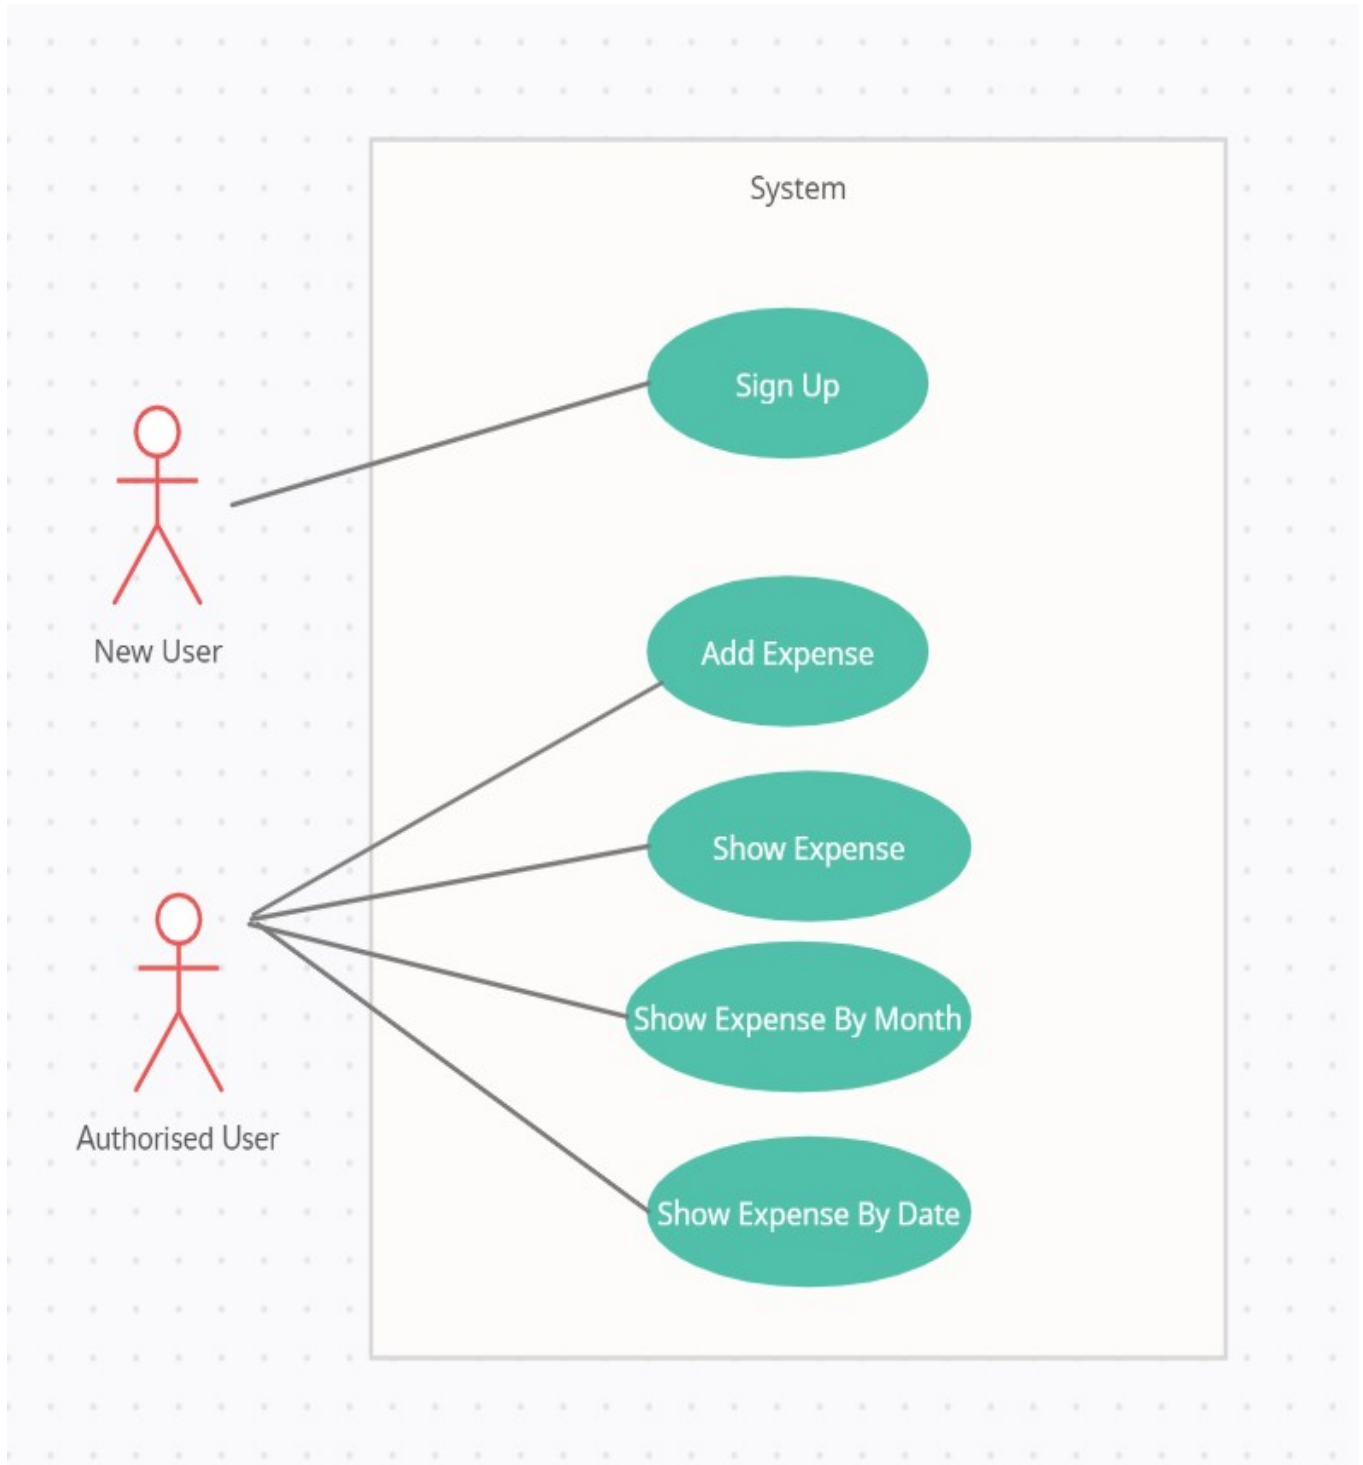 System
Sign Up
New User
Add Expense
Show Expense
Show Expense By Month
Authorised User
Show Expense By Date